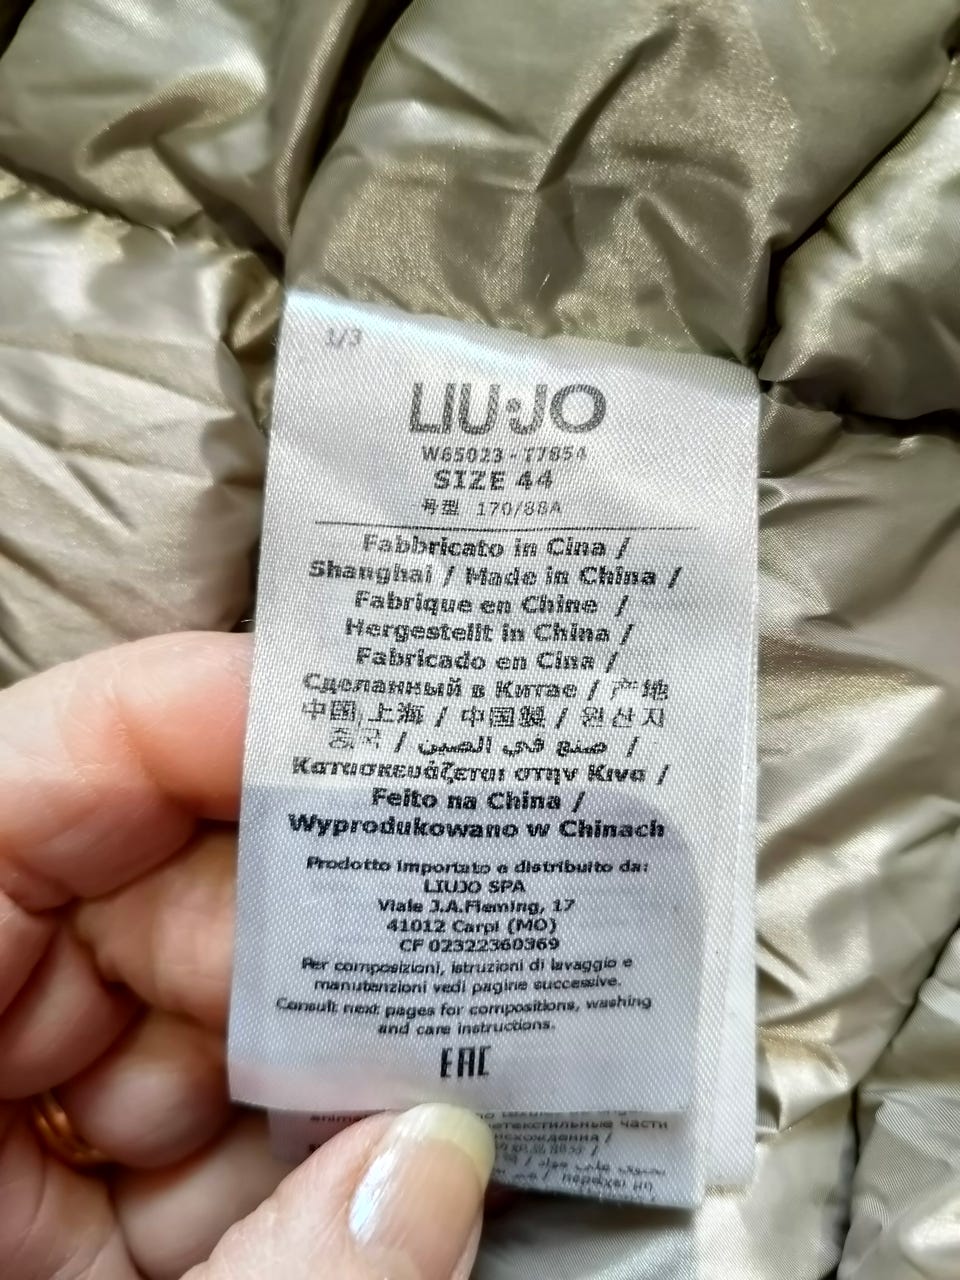 1/3
LIU·JO
W65023 - T7854
SIZE 44
号型 170/88A
Fabbricato in Cina /
Shanghai / Made in China /
Fabrique en Chine /
Hergestellt in China /
Fabricado en Cina /
Сделанный в Китае / 产地
中国,上海 / 中国製 / 원산지
중국 / صنع في الصين /
Κατασκευάζεται στην Κινα /
Feito na China /
Wyprodukowano w Chinach
Prodotto importato e distribuito da:
LIUJO SPA
Viale J.A.Fleming, 17
41012 Carpi (MO)
CF 02322360369
Per composizioni, istruzioni di lavaggio e
manutenzioni vedi pagine successive.
Consult next pages for compositions, washing
and care instructions.
EAC
нетекстильные части